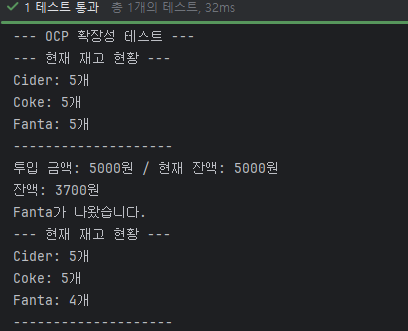 1 테스트 통과 총 1개의 테스트, 32ms
--- OCP 확장성 테스트 ---
--- 현재 재고 현황 ---
Cider: 5개
Coke: 5개
Fanta: 5개
--------------------
투입 금액: 5000원 / 현재 잔액: 5000원
잔액: 3700원
Fanta가 나왔습니다.
--- 현재 재고 현황 ---
Cider: 5개
Coke: 5개
Fanta: 4개
--------------------